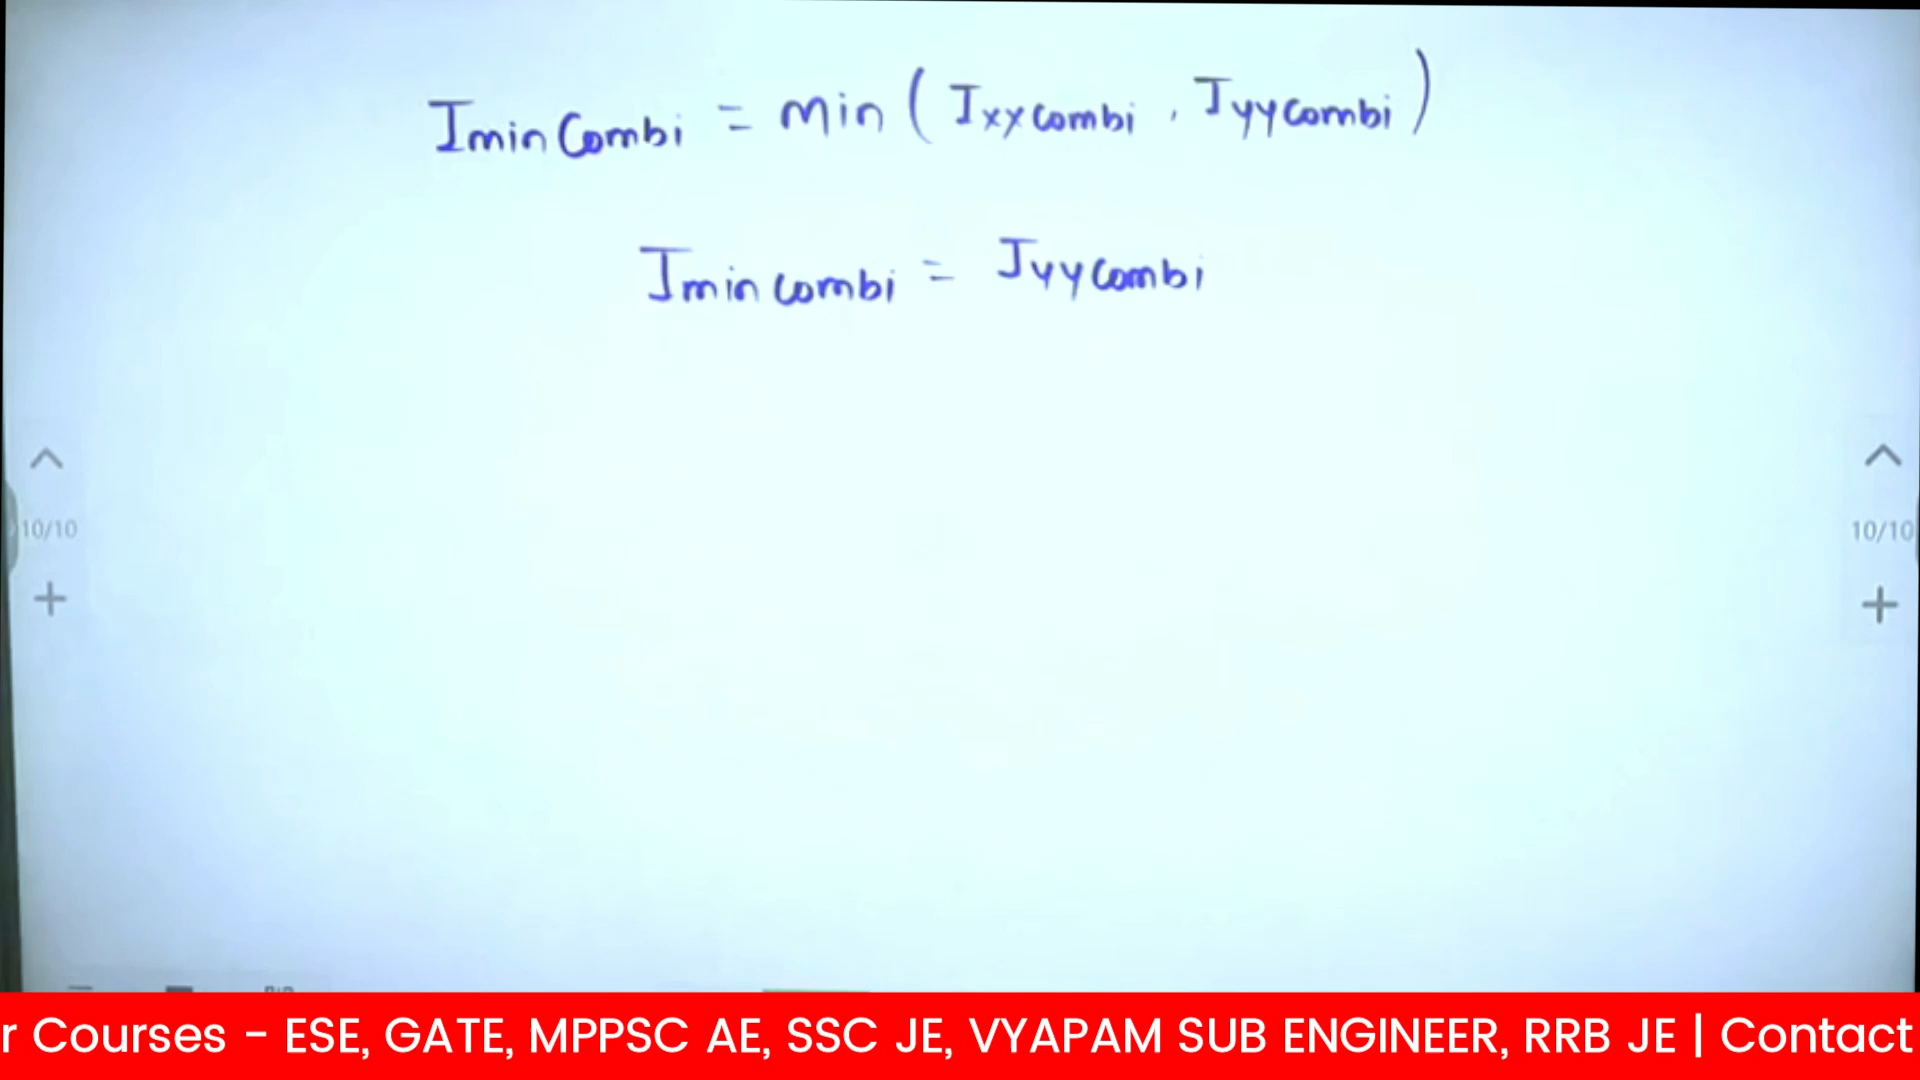 Imin Combi = min ( Ixx Combi , Iyy Combi )
Imin Combi = Iyy Combi
10/10
10/10
r Courses - ESE, GATE, MPPSC AE, SSC JE, VYAPAM SUB ENGINEER, RRB JE | Contact